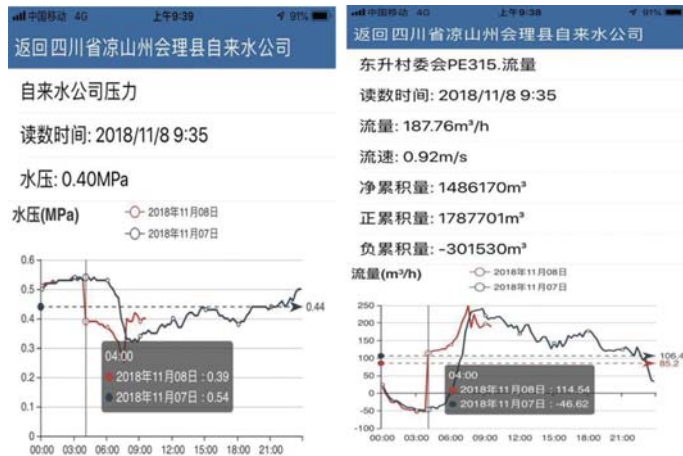 中国移动 4G 上午9:39 91%
返回 四川省凉山州会理县自来水公司
自来水公司压力
读数时间: 2018/11/8 9:35
水压: 0.40MPa
水压(MPa)
2018年11月08日
2018年11月07日
0.6
0.5
0.4
0.3
0.2
0.1
0
0.44
04:00
2018年11月08日 : 0.39
2018年11月07日 : 0.54
00:00 03:00 06:00 09:00 12:00 15:00 18:00 21:00
中国移动 4G 上午9:38 91%
返回 四川省凉山州会理县自来水公司
东升村委会PE315.流量
读数时间: 2018/11/8 9:35
流量: 187.76m³/h
流速: 0.92m/s
净累积量: 1486170m³
正累积量: 1787701m³
负累积量: -301530m³
流量(m³/h)
2018年11月08日
2018年11月07日
250
200
150
100
50
0
-50
-100
106.4
85.2
04:00
2018年11月08日 : 114.54
2018年11月07日 : -46.62
00:00 03:00 06:00 09:00 12:00 15:00 18:00 21:00